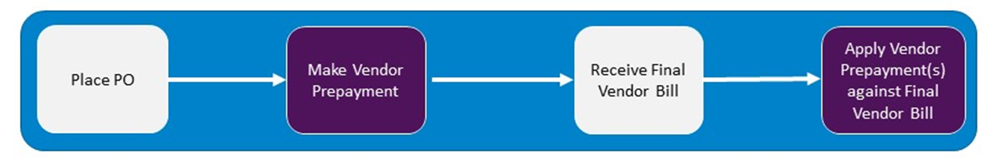 Place PO
Make Vendor
Prepayment
Receive Final
Vendor Bill
Apply Vendor
Prepayment(s)
against Final
Vendor Bill